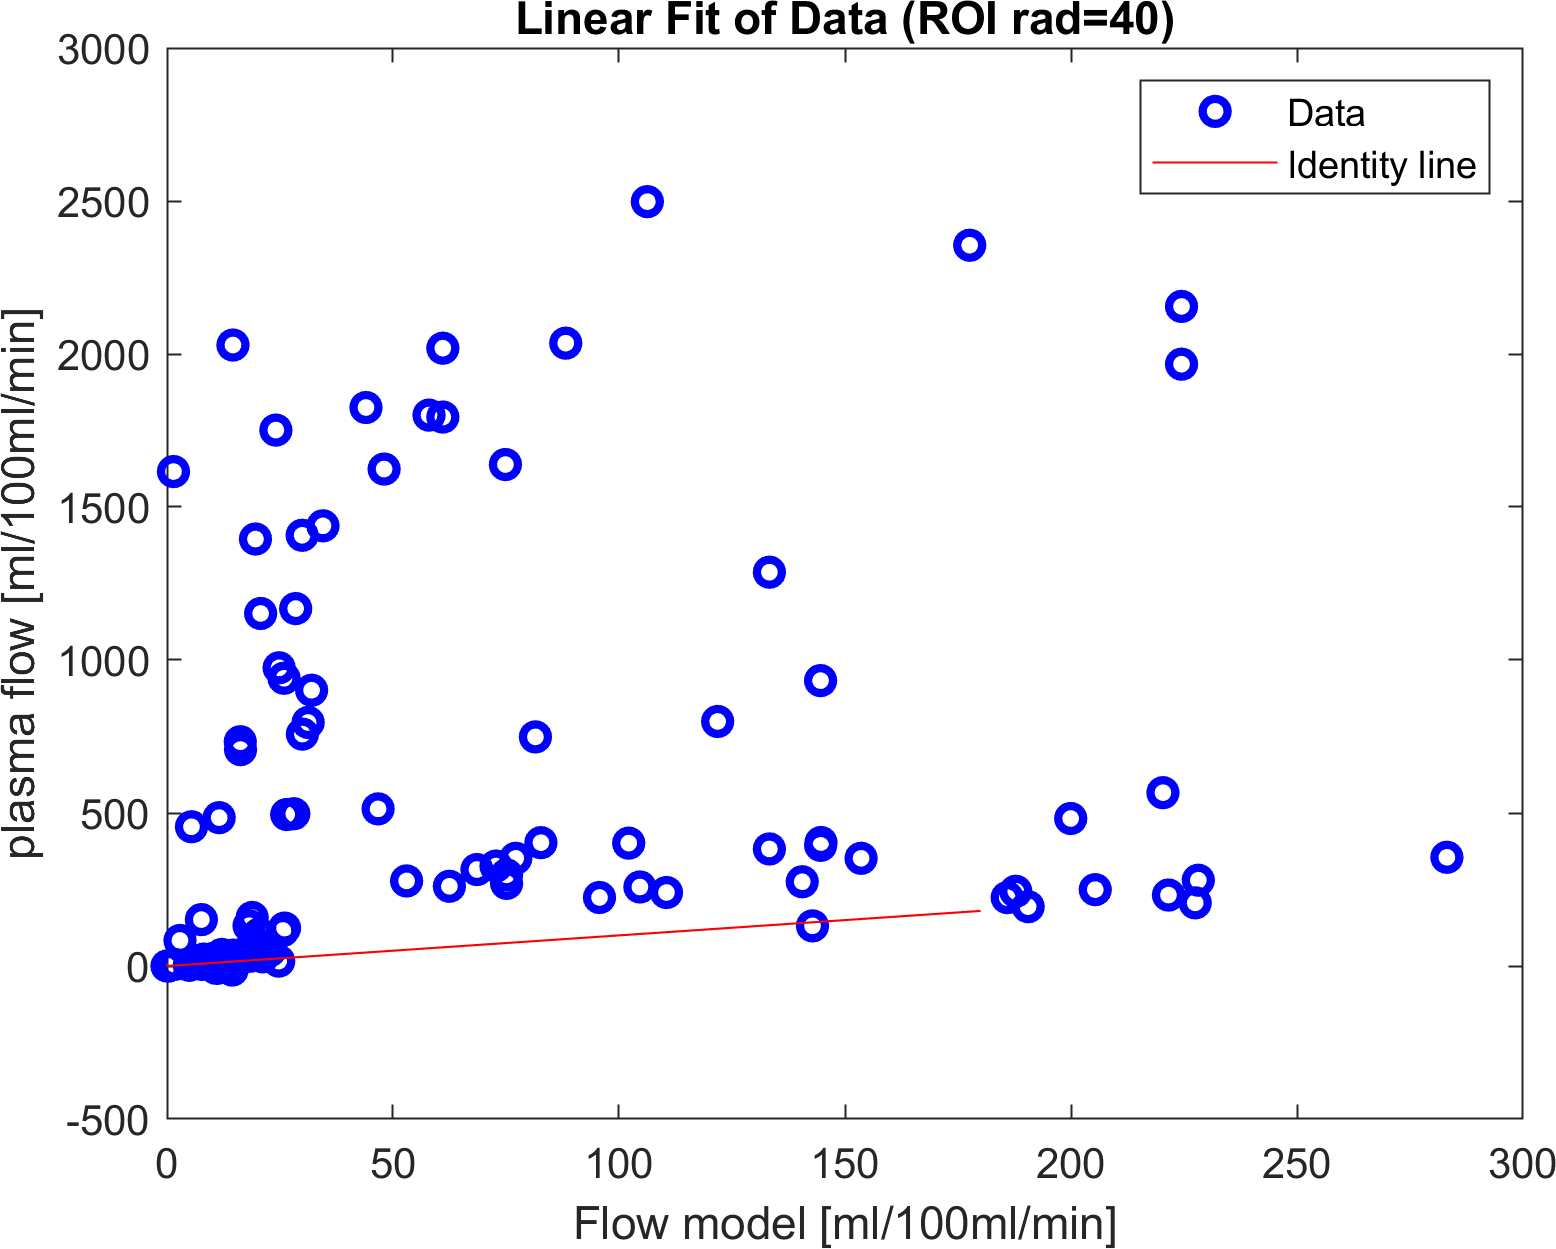 Linear Fit of Data (ROI rad=40)
3000
2500
2000
1500
1000
500
0
-500
plasma flow [ml/100ml/min]
Data
Identity line
0 50 100 150 200 250 300
Flow model [ml/100ml/min]